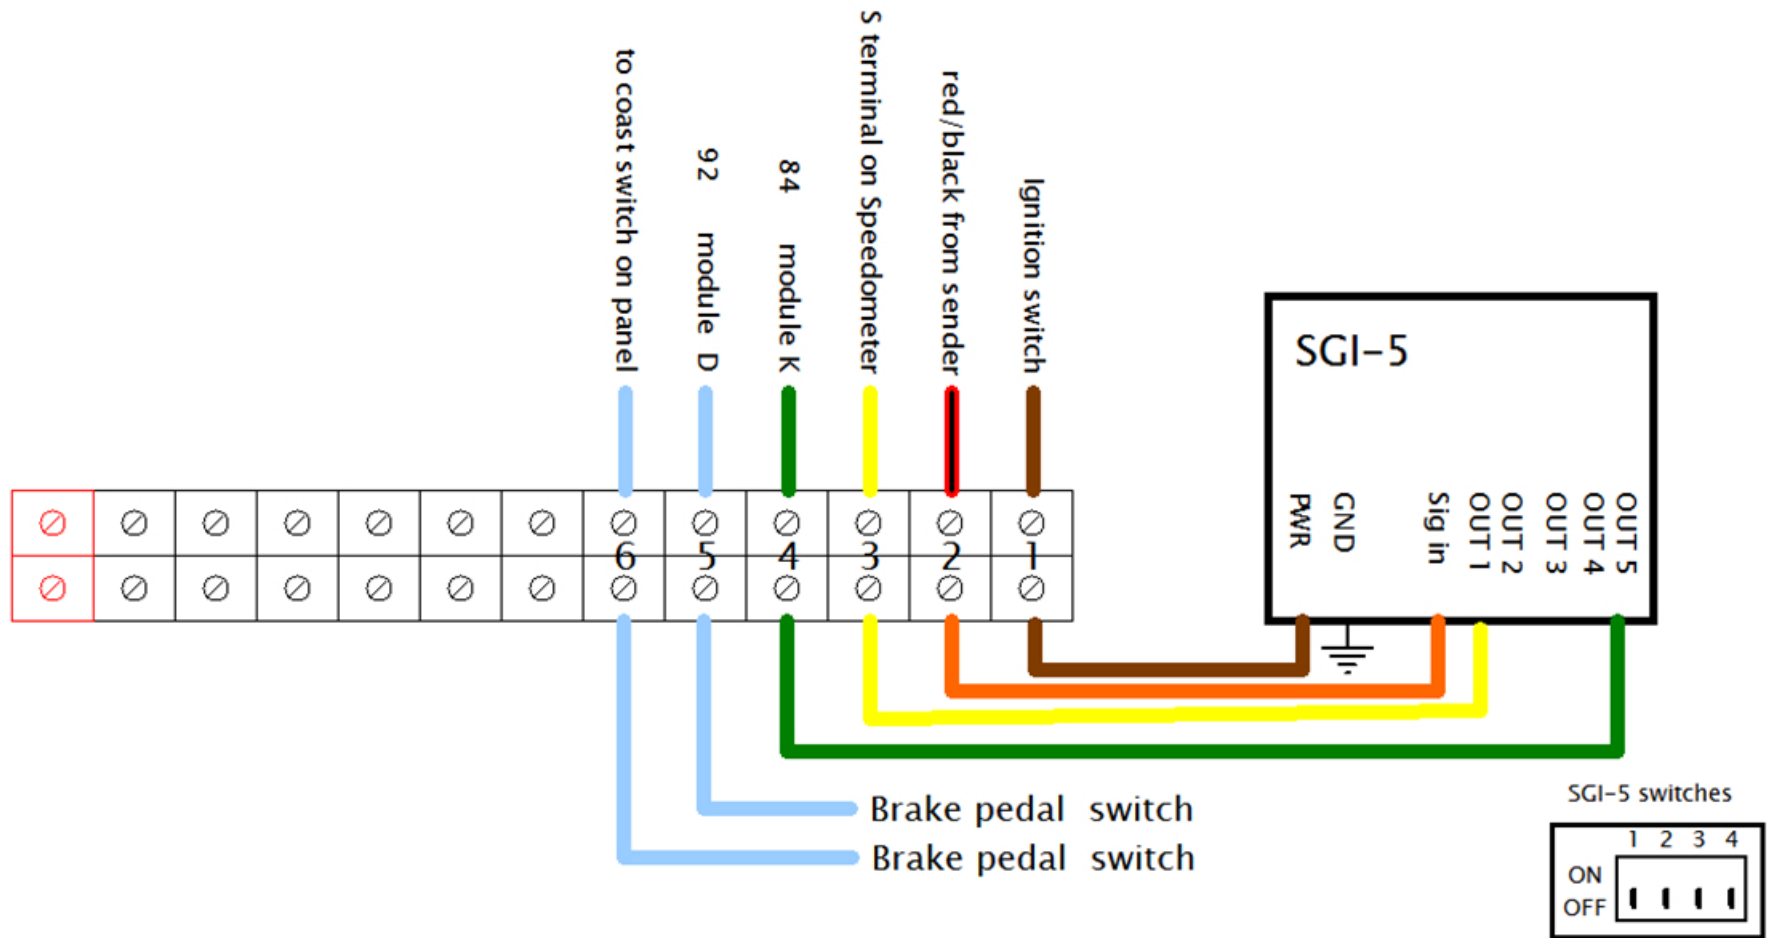 to coast switch on panel
92 module D
84 module K
S terminal on Speedometer
red/black from sender
Ignition switch
SGI-5
PWR
GND
Sig in
OUT 1
OUT 2
OUT 3
OUT 4
OUT 5
6 5 4 3 2 1
Brake pedal switch
Brake pedal switch
SGI-5 switches
1 2 3 4
ON
OFF